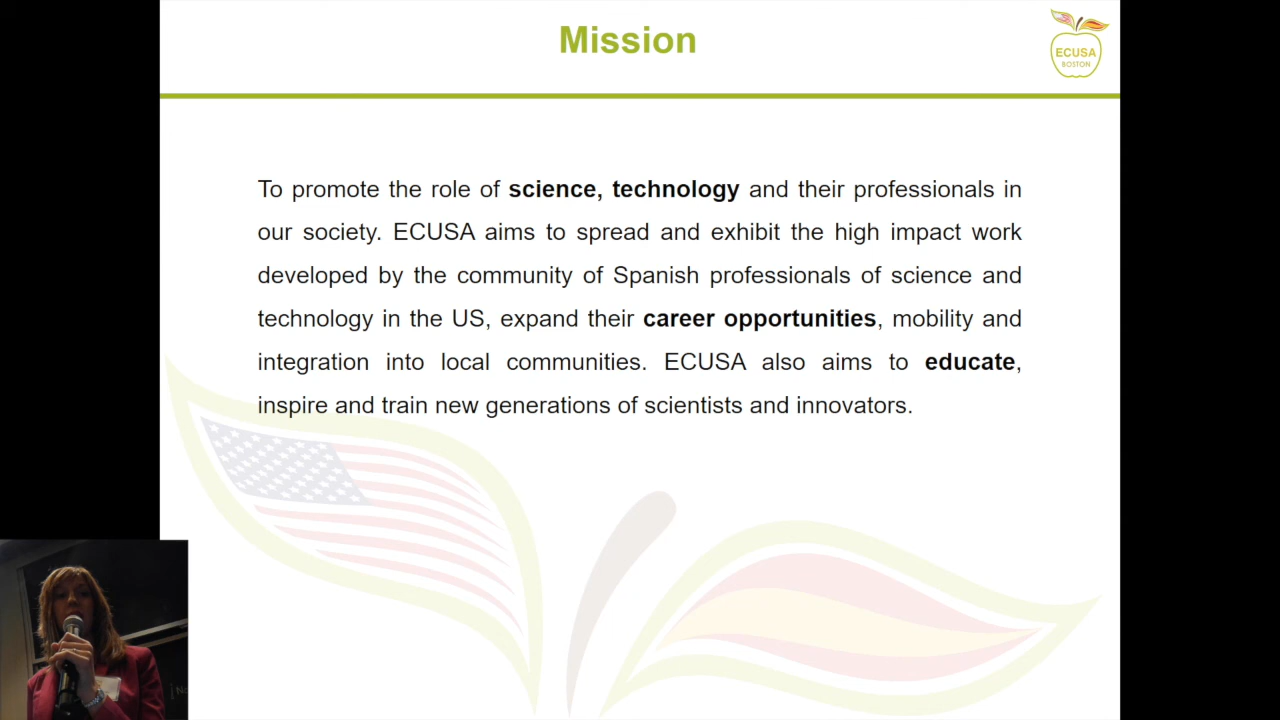 Mission
ECUSA
BOSTON
To promote the role of science, technology and their professionals in
our society. ECUSA aims to spread and exhibit the high impact work
developed by the community of Spanish professionals of science and
technology in the US, expand their career opportunities, mobility and
integration into local communities. ECUSA also aims to educate,
inspire and train new generations of scientists and innovators.